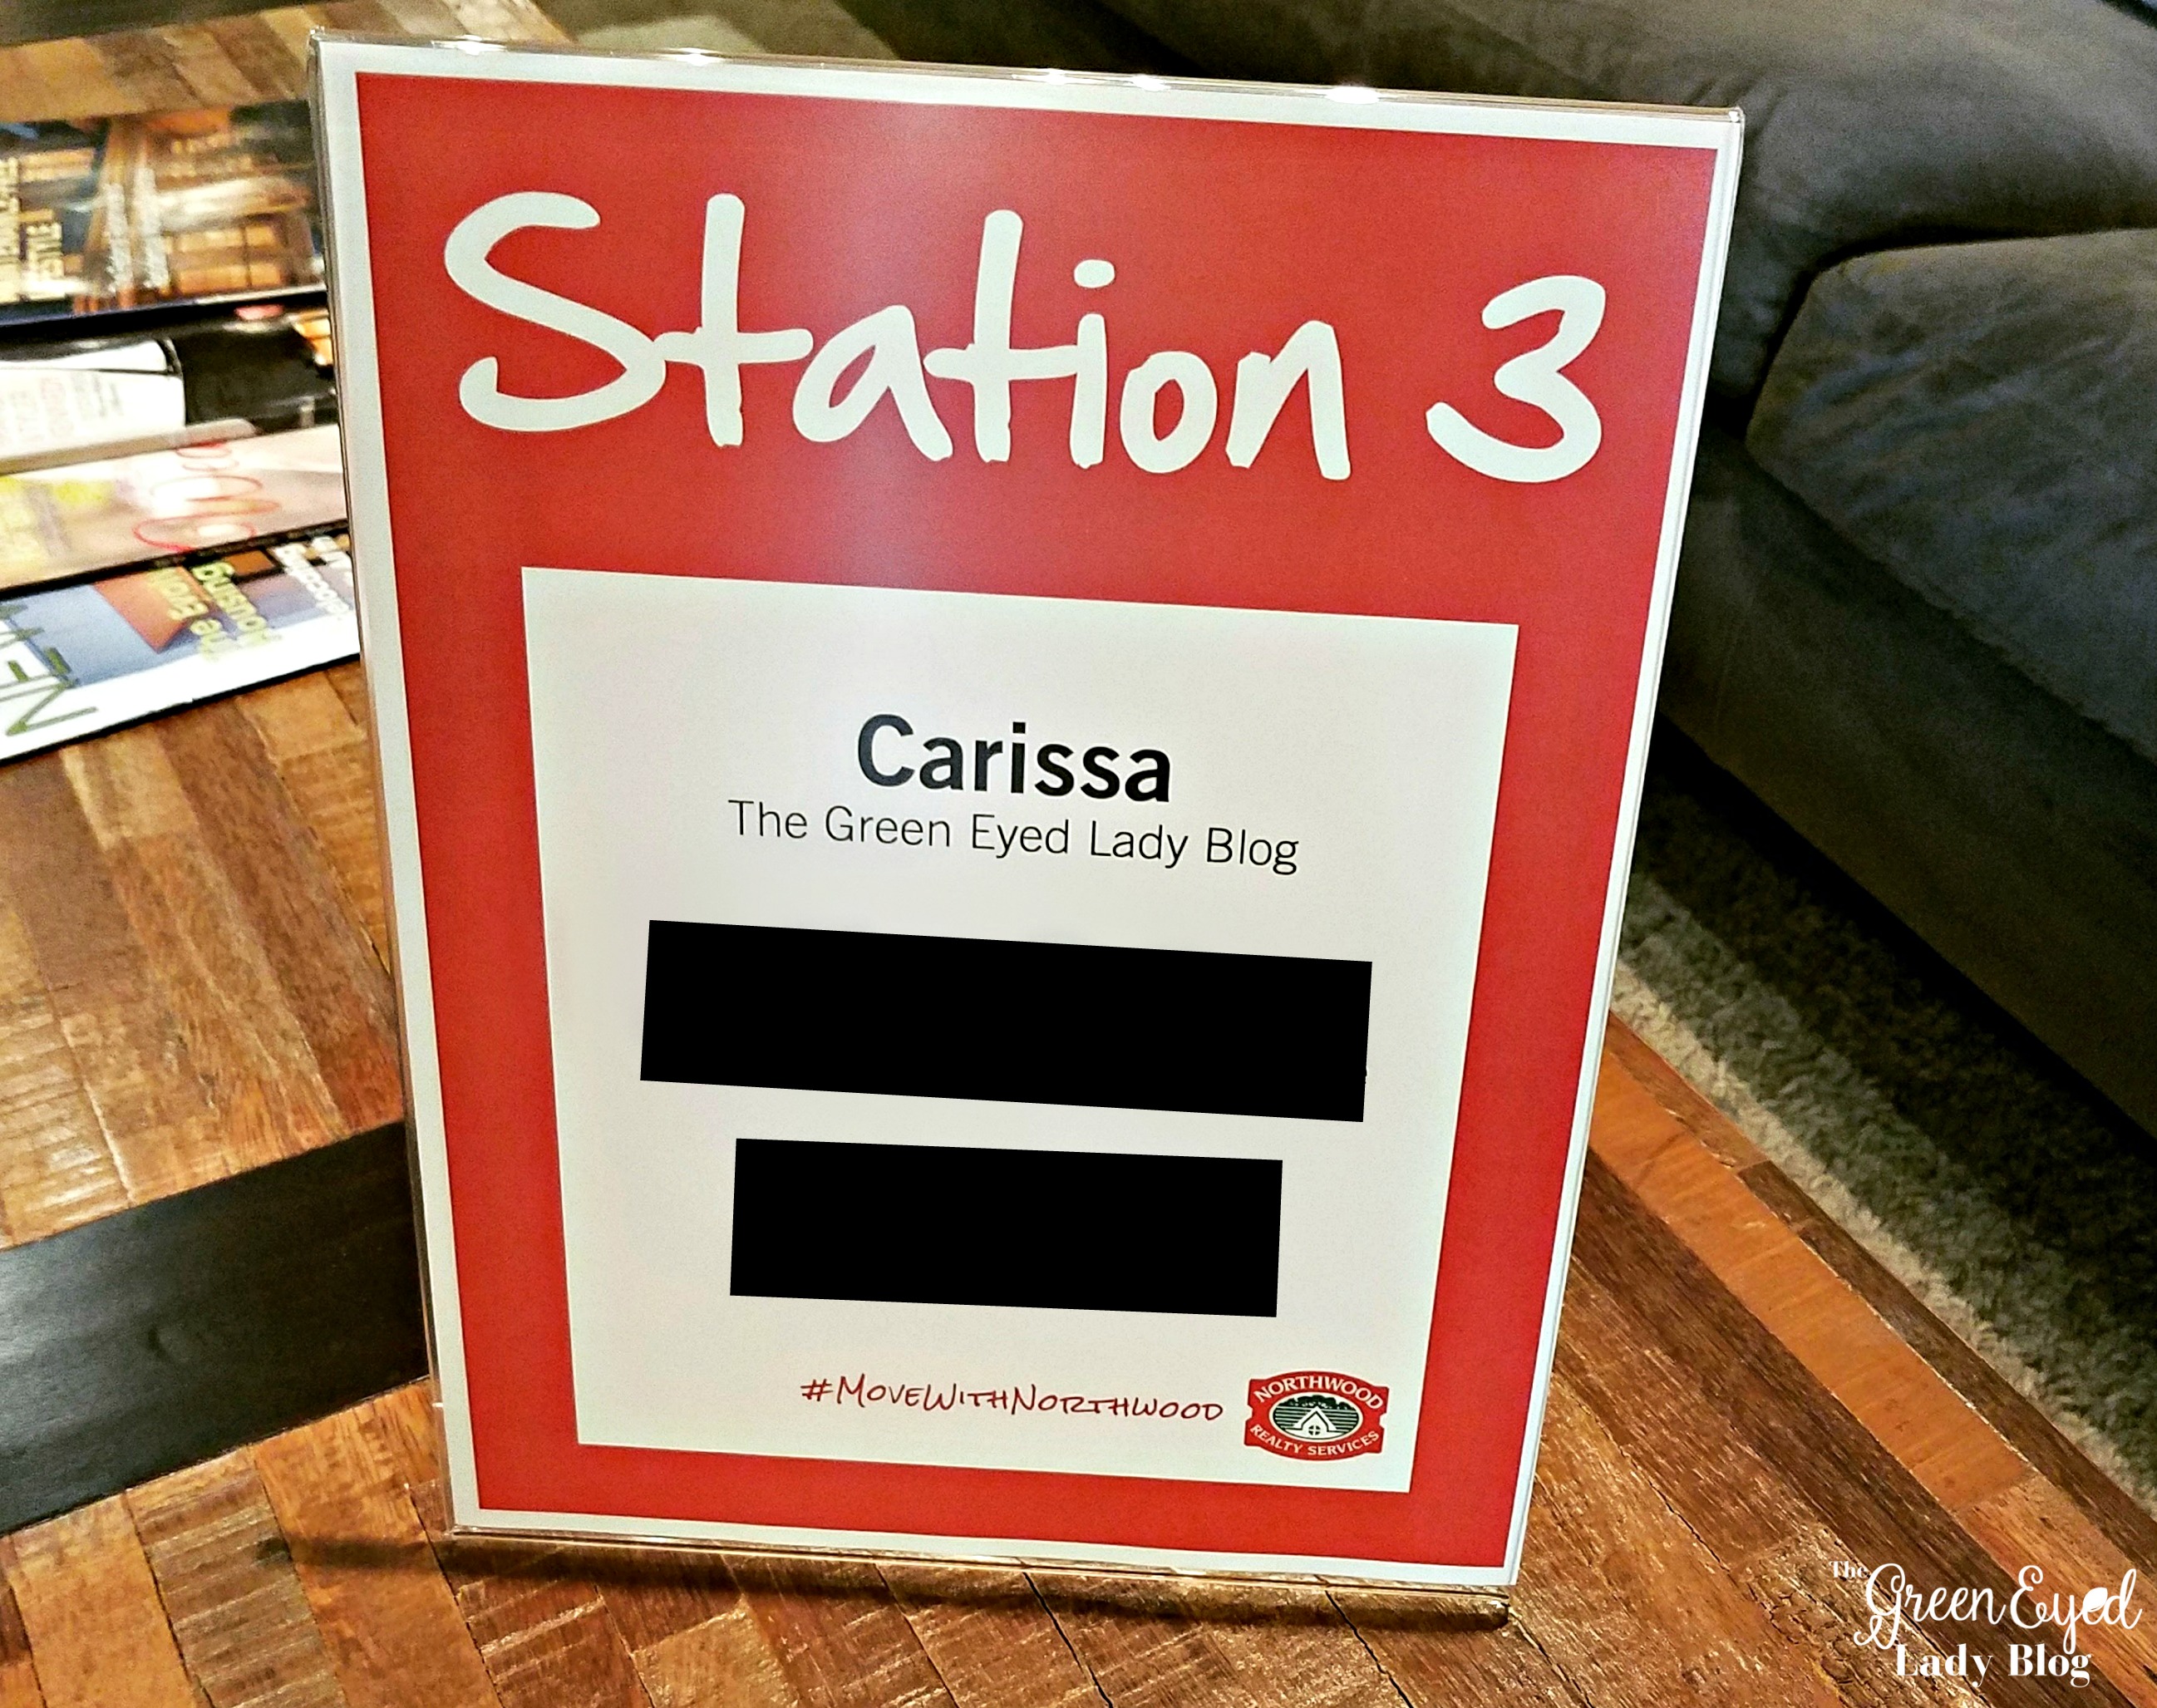 Station 3
Carissa
The Green Eyed Lady Blog
#MoveWithNorthwood
NORTHWOOD
REALTY SERVICES
The
Green Eyed
Lady Blog